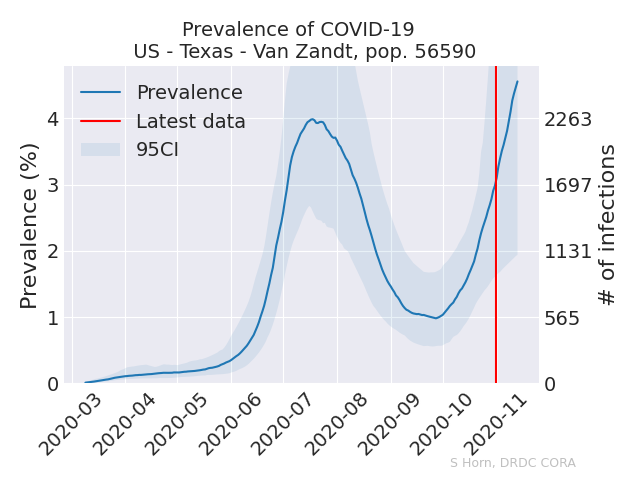 Prevalence of COVID-19
US - Texas - Van Zandt, pop. 56590
Prevalence
Latest data
95CI
Prevalence (%)
4
3
2
1
0
2263
1697
1131
565
0
# of infections
2020-03
2020-04
2020-05
2020-06
2020-07
2020-08
2020-09
2020-10
2020-11
S Horn, DRDC CORA